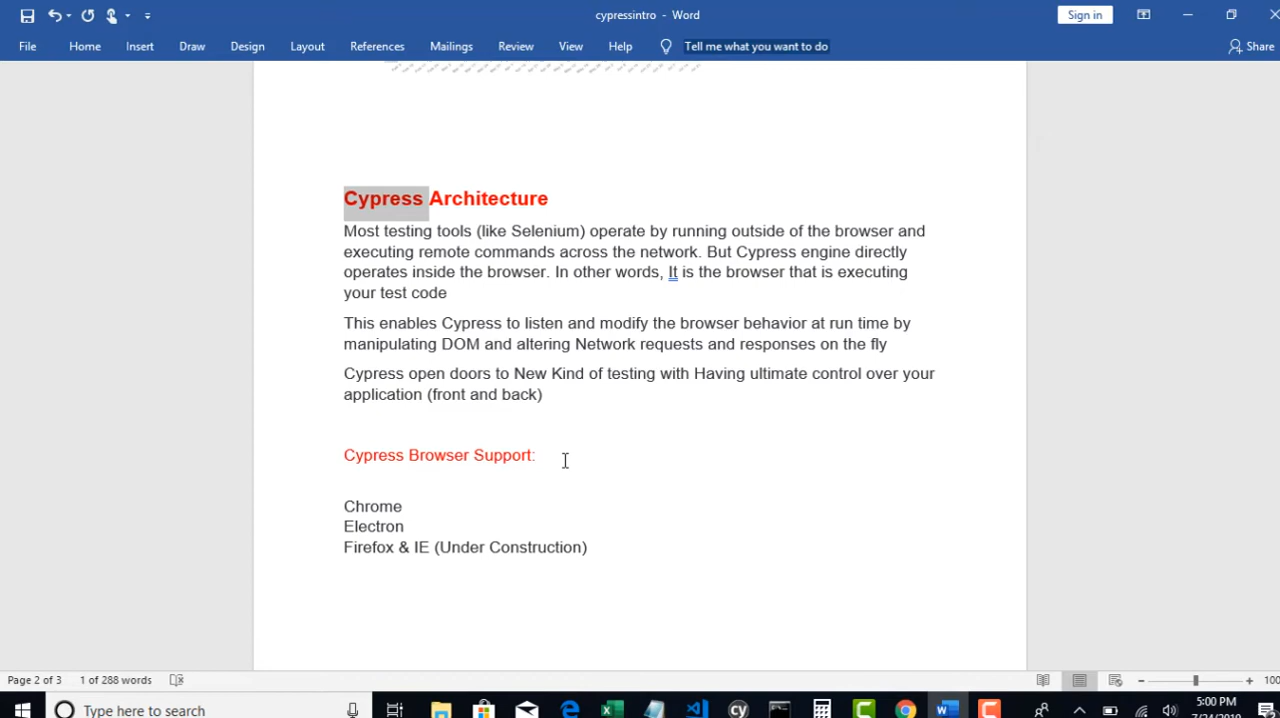 cypressintro - Word
Sign in
File Home Insert Draw Design Layout References Mailings Review View Help Tell me what you want to do Share
Cypress Architecture
Most testing tools (like Selenium) operate by running outside of the browser and
executing remote commands across the network. But Cypress engine directly
operates inside the browser. In other words, It is the browser that is executing
your test code
This enables Cypress to listen and modify the browser behavior at run time by
manipulating DOM and altering Network requests and responses on the fly
Cypress open doors to New Kind of testing with Having ultimate control over your
application (front and back)
Cypress Browser Support:
Chrome
Electron
Firefox & IE (Under Construction)
Page 2 of 3 1 of 288 words 100
Type here to search
5:00 PM